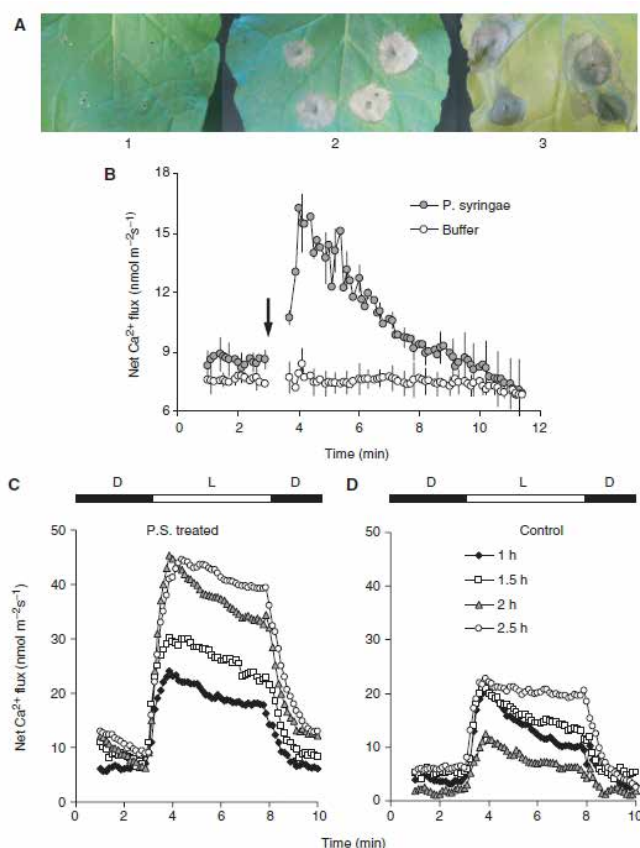 A
1 2 3
B
18
15
12
9
6
Net Ca²⁺ flux (nmol m⁻²s⁻¹)
P. syringae
Buffer
0 2 4 6 8 10 12
Time (min)
C
D L D
P.S. treated
50
40
30
20
10
0
Net Ca²⁺ flux (nmol m⁻²s⁻¹)
0 2 4 6 8 10
D
D L D
Control
50
40
30
20
10
0
1 h
1.5 h
2 h
2.5 h
0 2 4 6 8 10
Time (min)